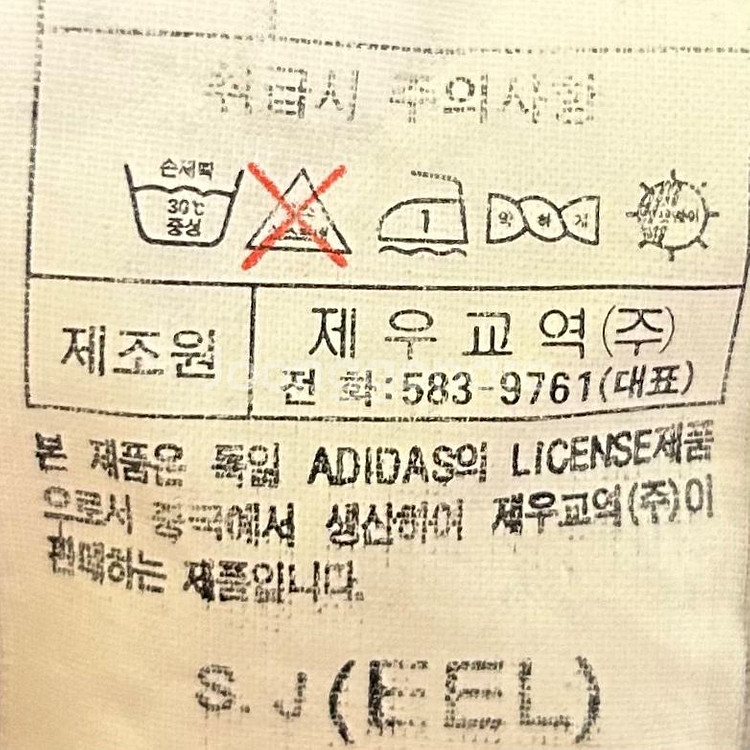 취급시 주의사항
손세탁
30℃
중성
1
약하게
제조원
제우교역(주)
전 화:583-9761(대표)
본 제품은 독일 ADIDAS의 LICENSE제품
으로서 중국에서 생산하여 제우교역(주)이
판매하는 제품입니다.
S. J (EEL)